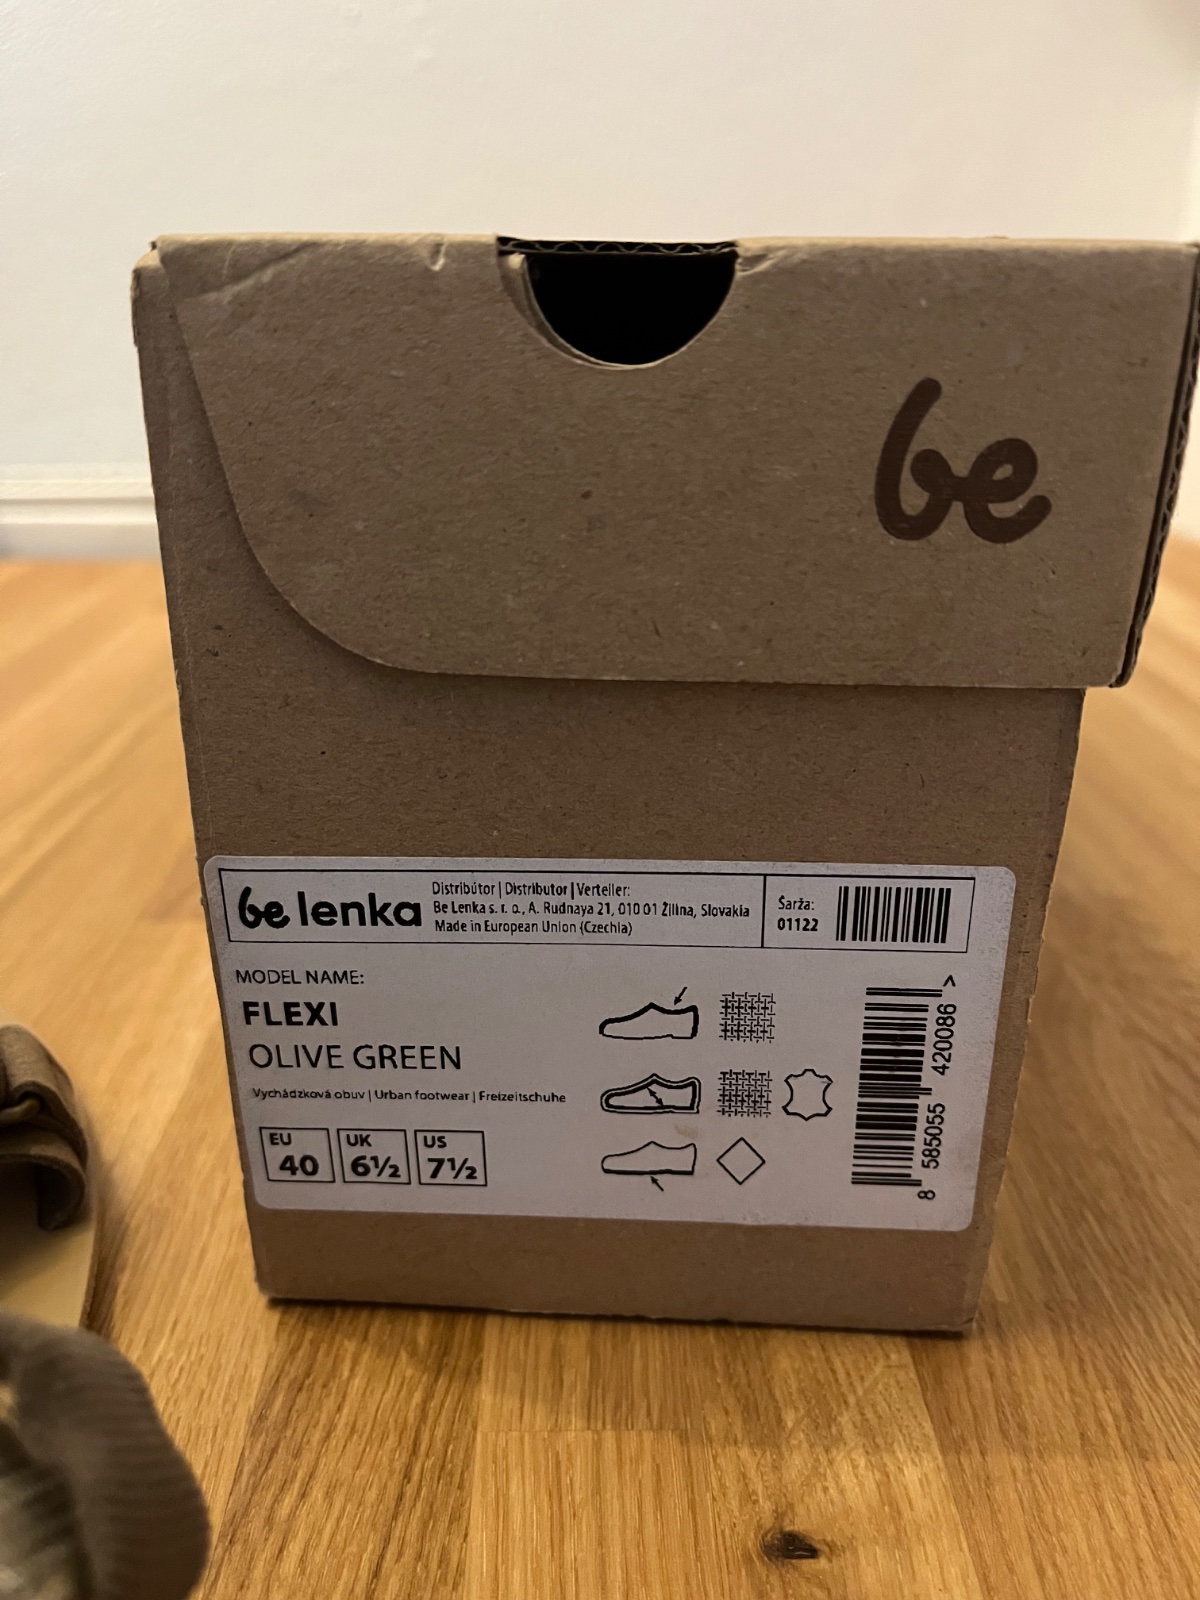 be
be lenka
Distribútor | Distributor | Verteiler:
Be Lenka s. r. o., A. Rudnaya 21, 010 01 Žilina, Slovakia
Made in European Union (Czechia)
Šarža:
01122
MODEL NAME:
FLEXI
OLIVE GREEN
Vychádzková obuv | Urban footwear | Freizeitschuhe
EU
40
UK
6½
US
7½
8 585055 420086 >